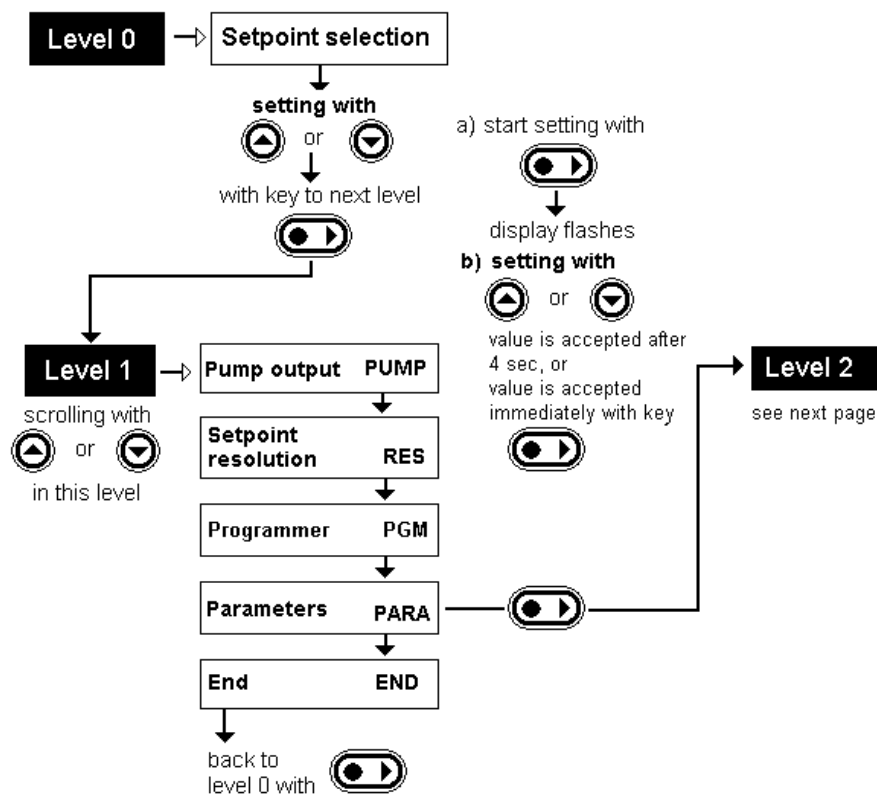 Level 0
Setpoint selection
setting with
or
with key to next level
a) start setting with
display flashes
b) setting with
or
value is accepted after
4 sec, or
value is accepted
immediately with key
Level 1
scrolling with
or
in this level
Pump output PUMP
Setpoint
resolution RES
Programmer PGM
Parameters PARA
End END
back to
level 0 with
Level 2
see next page